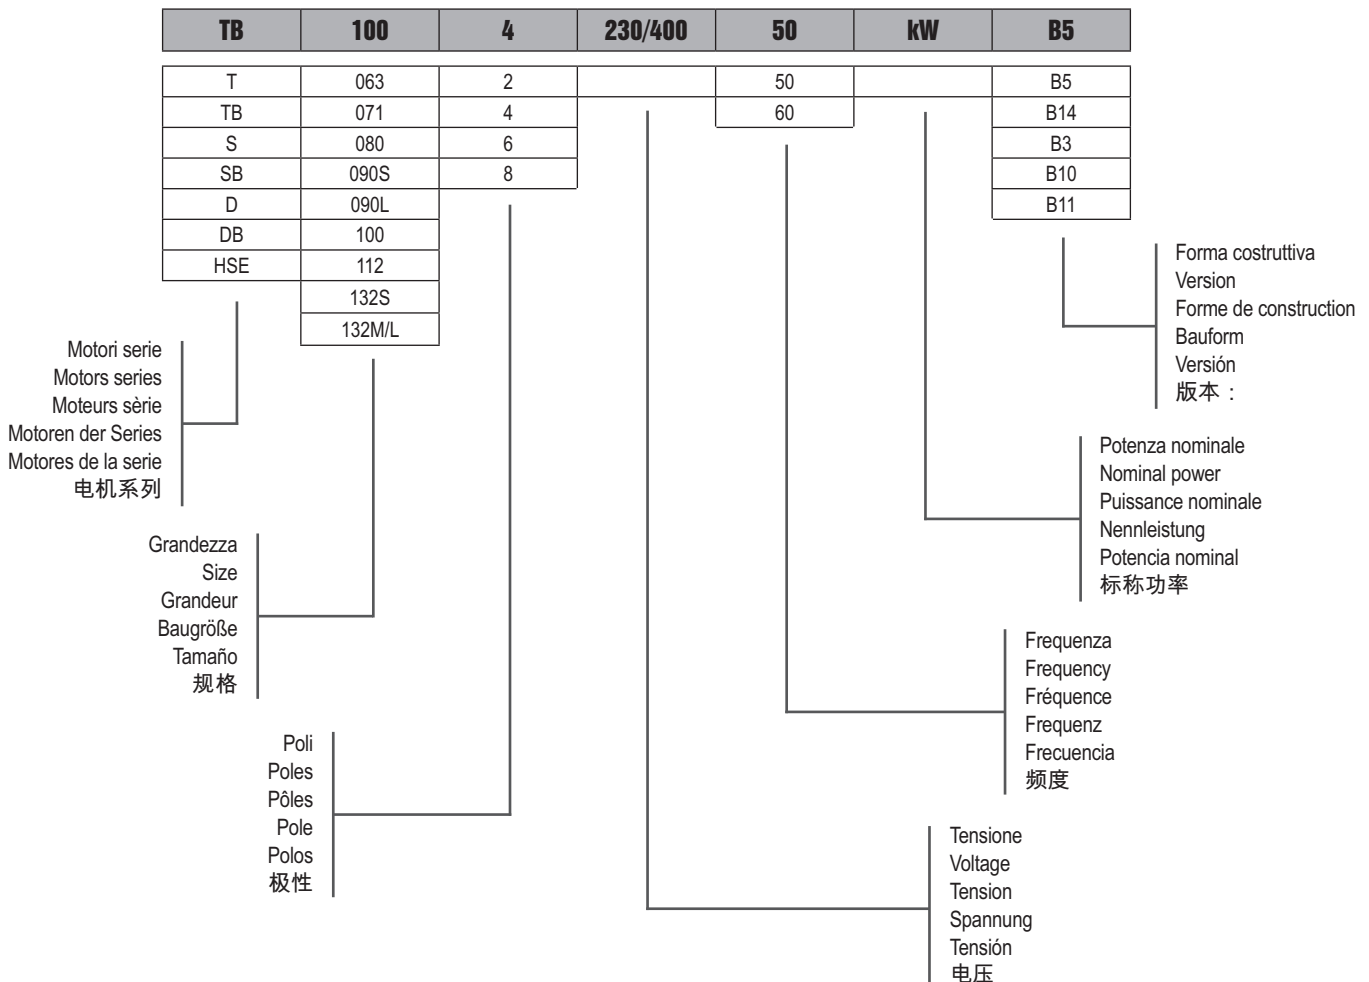 TB 100 4 230/400 50 kW B5
T 063 2 50 B5
TB 071 4 60 B14
S 080 6 B3
SB 090S 8 B10
D 090L B11
DB 100
HSE 112
132S
132M/L
Motori serie
Motors series
Moteurs sèrie
Motoren der Series
Motores de la serie
电机系列
Grandezza
Size
Grandeur
Baugröße
Tamaño
规格
Poli
Poles
Pôles
Pole
Polos
极性
Forma costruttiva
Version
Forme de construction
Bauform
Versión
版本：
Potenza nominale
Nominal power
Puissance nominale
Nennleistung
Potencia nominal
标称功率
Frequenza
Frequency
Fréquence
Frequenz
Frecuencia
频度
Tensione
Voltage
Tension
Spannung
Tensión
电压